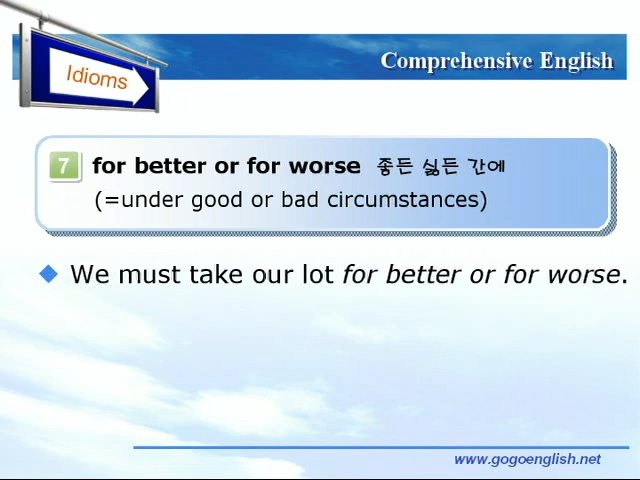 Idioms
Comprehensive English
7 for better or for worse 좋든 싫든 간에
(=under good or bad circumstances)
We must take our lot for better or for worse.
www.gogoenglish.net